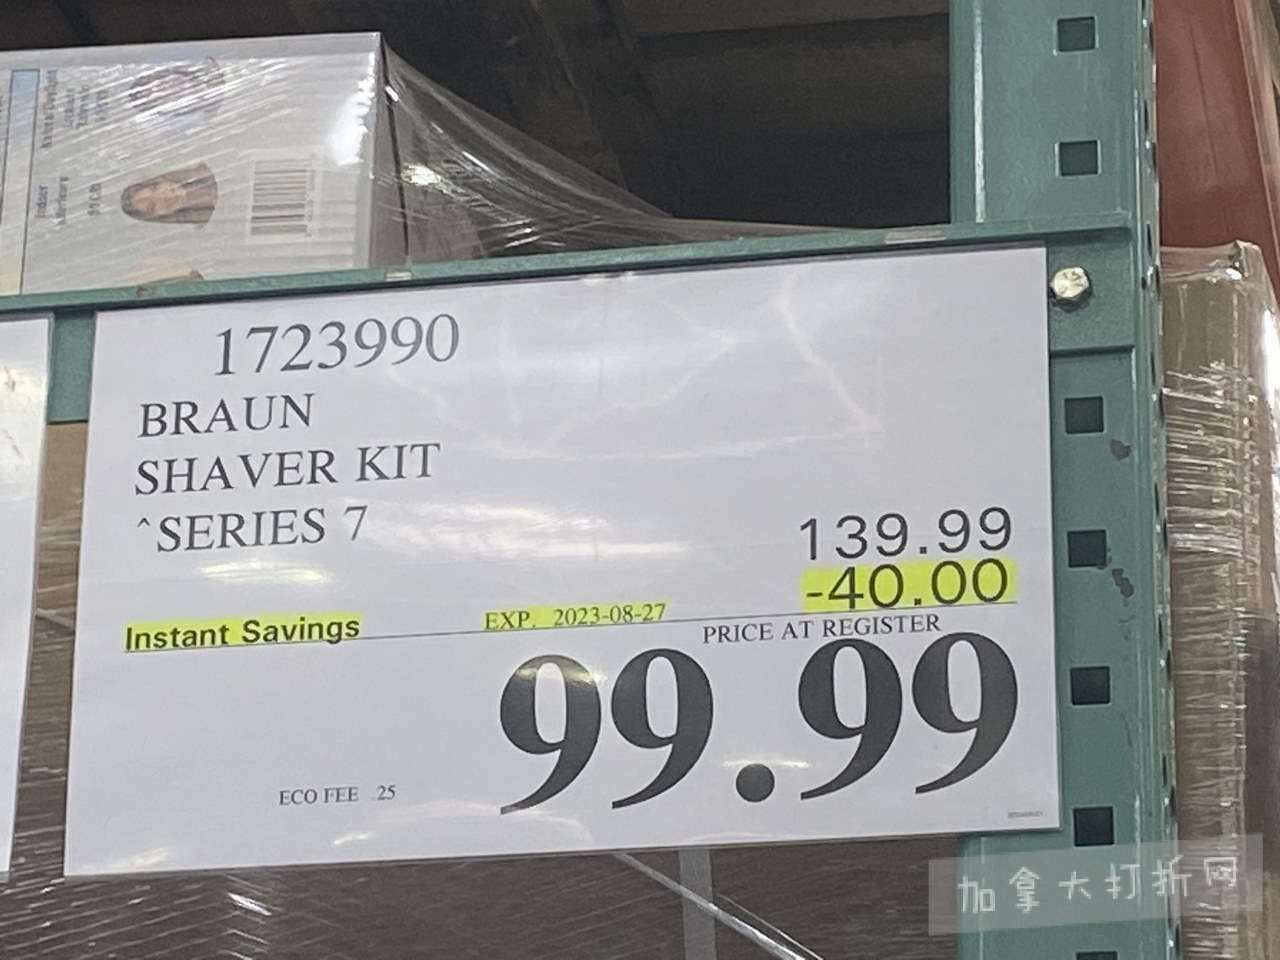 1723990
BRAUN
SHAVER KIT
^SERIES 7
139.99
-40.00
Instant Savings
EXP. 2023-08-27
PRICE AT REGISTER
99.99
ECO FEE .25
加拿大打折网